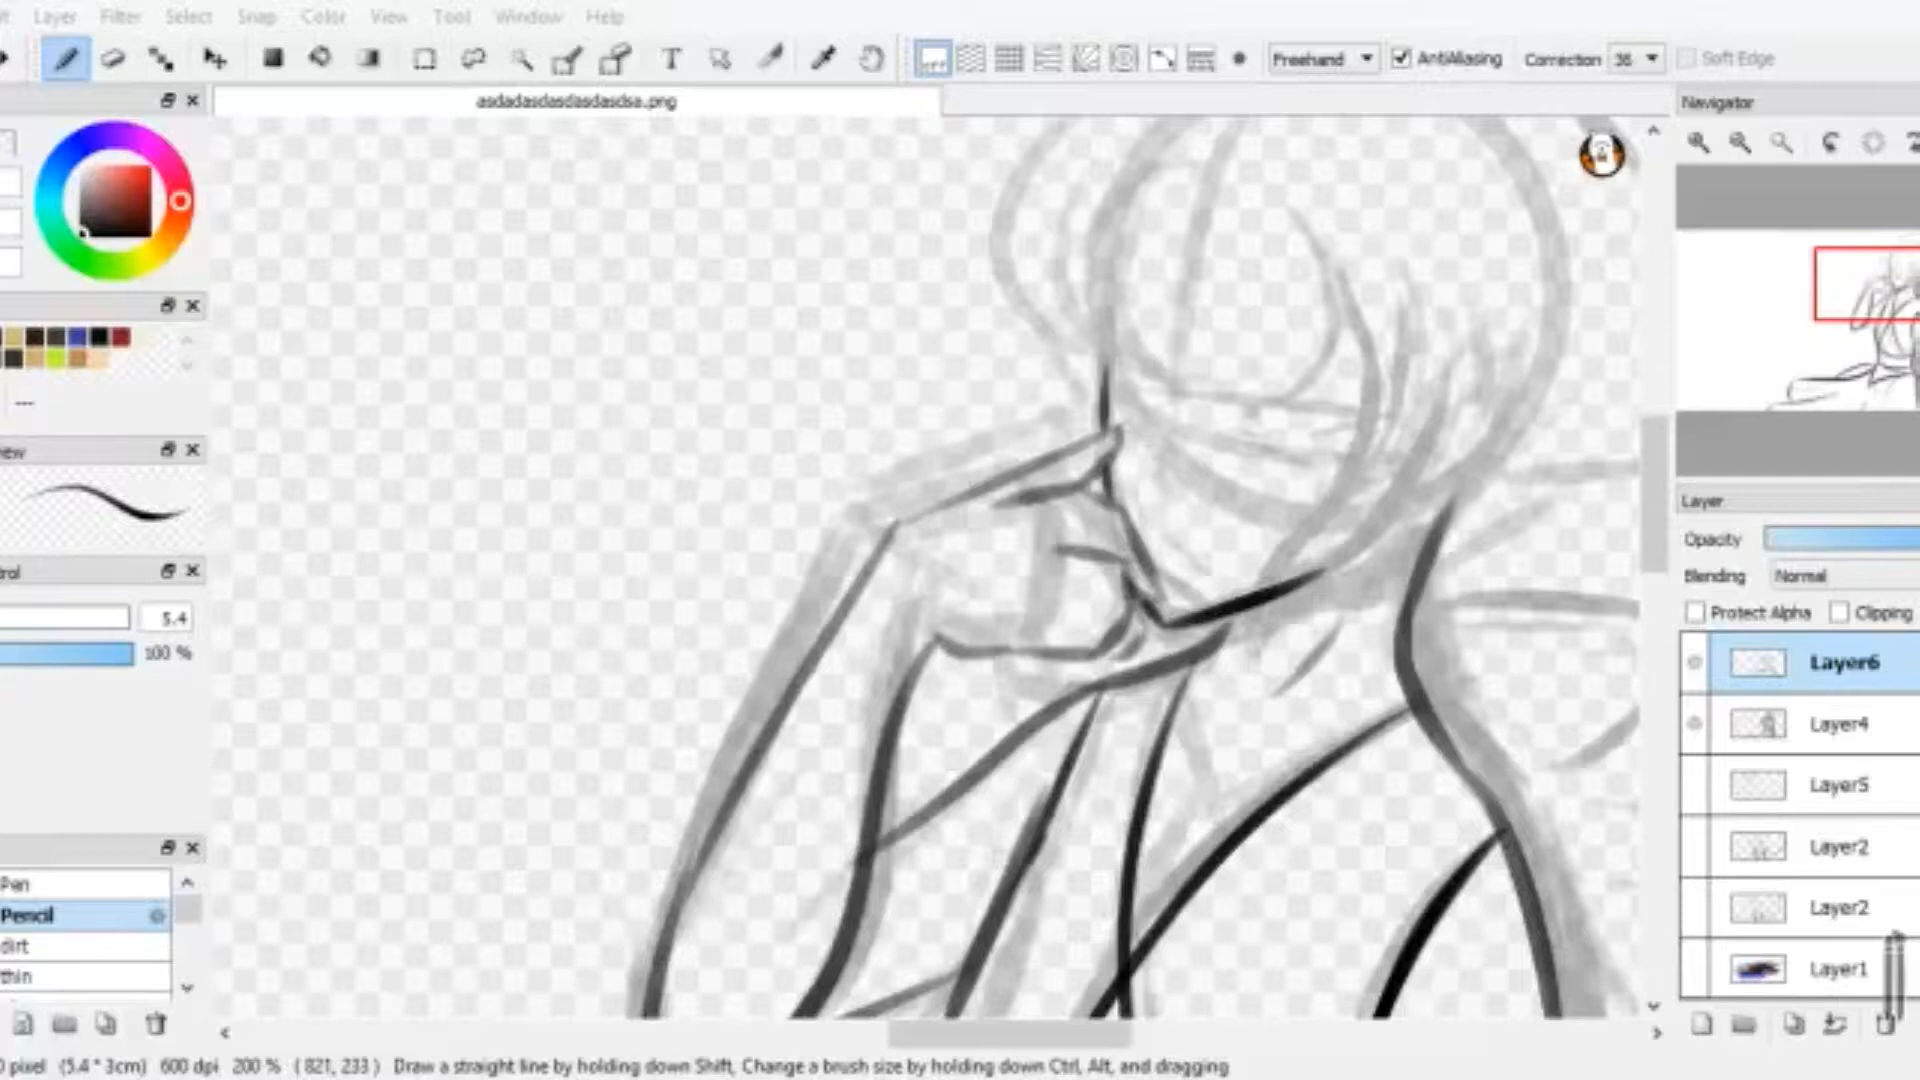 Layer Filter Select Snap Color View Tool Window Help
T
OFF
Freehand
AntiAliasing
Correction 36
Soft Edge
asdadasdasdasdasdsa.png
Navigator
---
5.4
100 %
Layer
Opacity
Blending Normal
Protect Alpha
Clipping
Layer6
Layer4
Layer5
Layer2
Layer2
Layer1
Pen
Pencil
dirt
thin
pixel (5.4 * 3cm) 600 dpi 200 % ( 821, 233 ) Draw a straight line by holding down Shift, Change a brush size by holding down Ctrl, Alt, and dragging